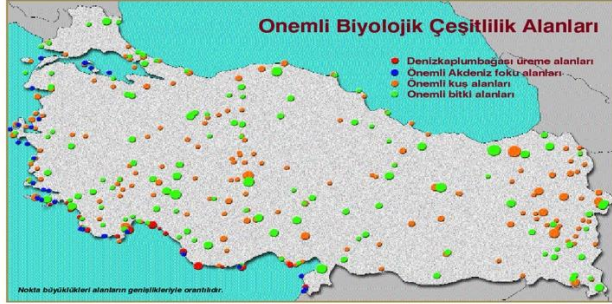 Onemli Biyolojik Çeşitlilik Alanları
Denizkaplumbağası üreme alanları
Önemli Akdeniz foku alanları
Önemli kuş alanları
Önemli bitki alanları
Nokta büyüklükleri alanların genişlikleriyle orantılıdır.